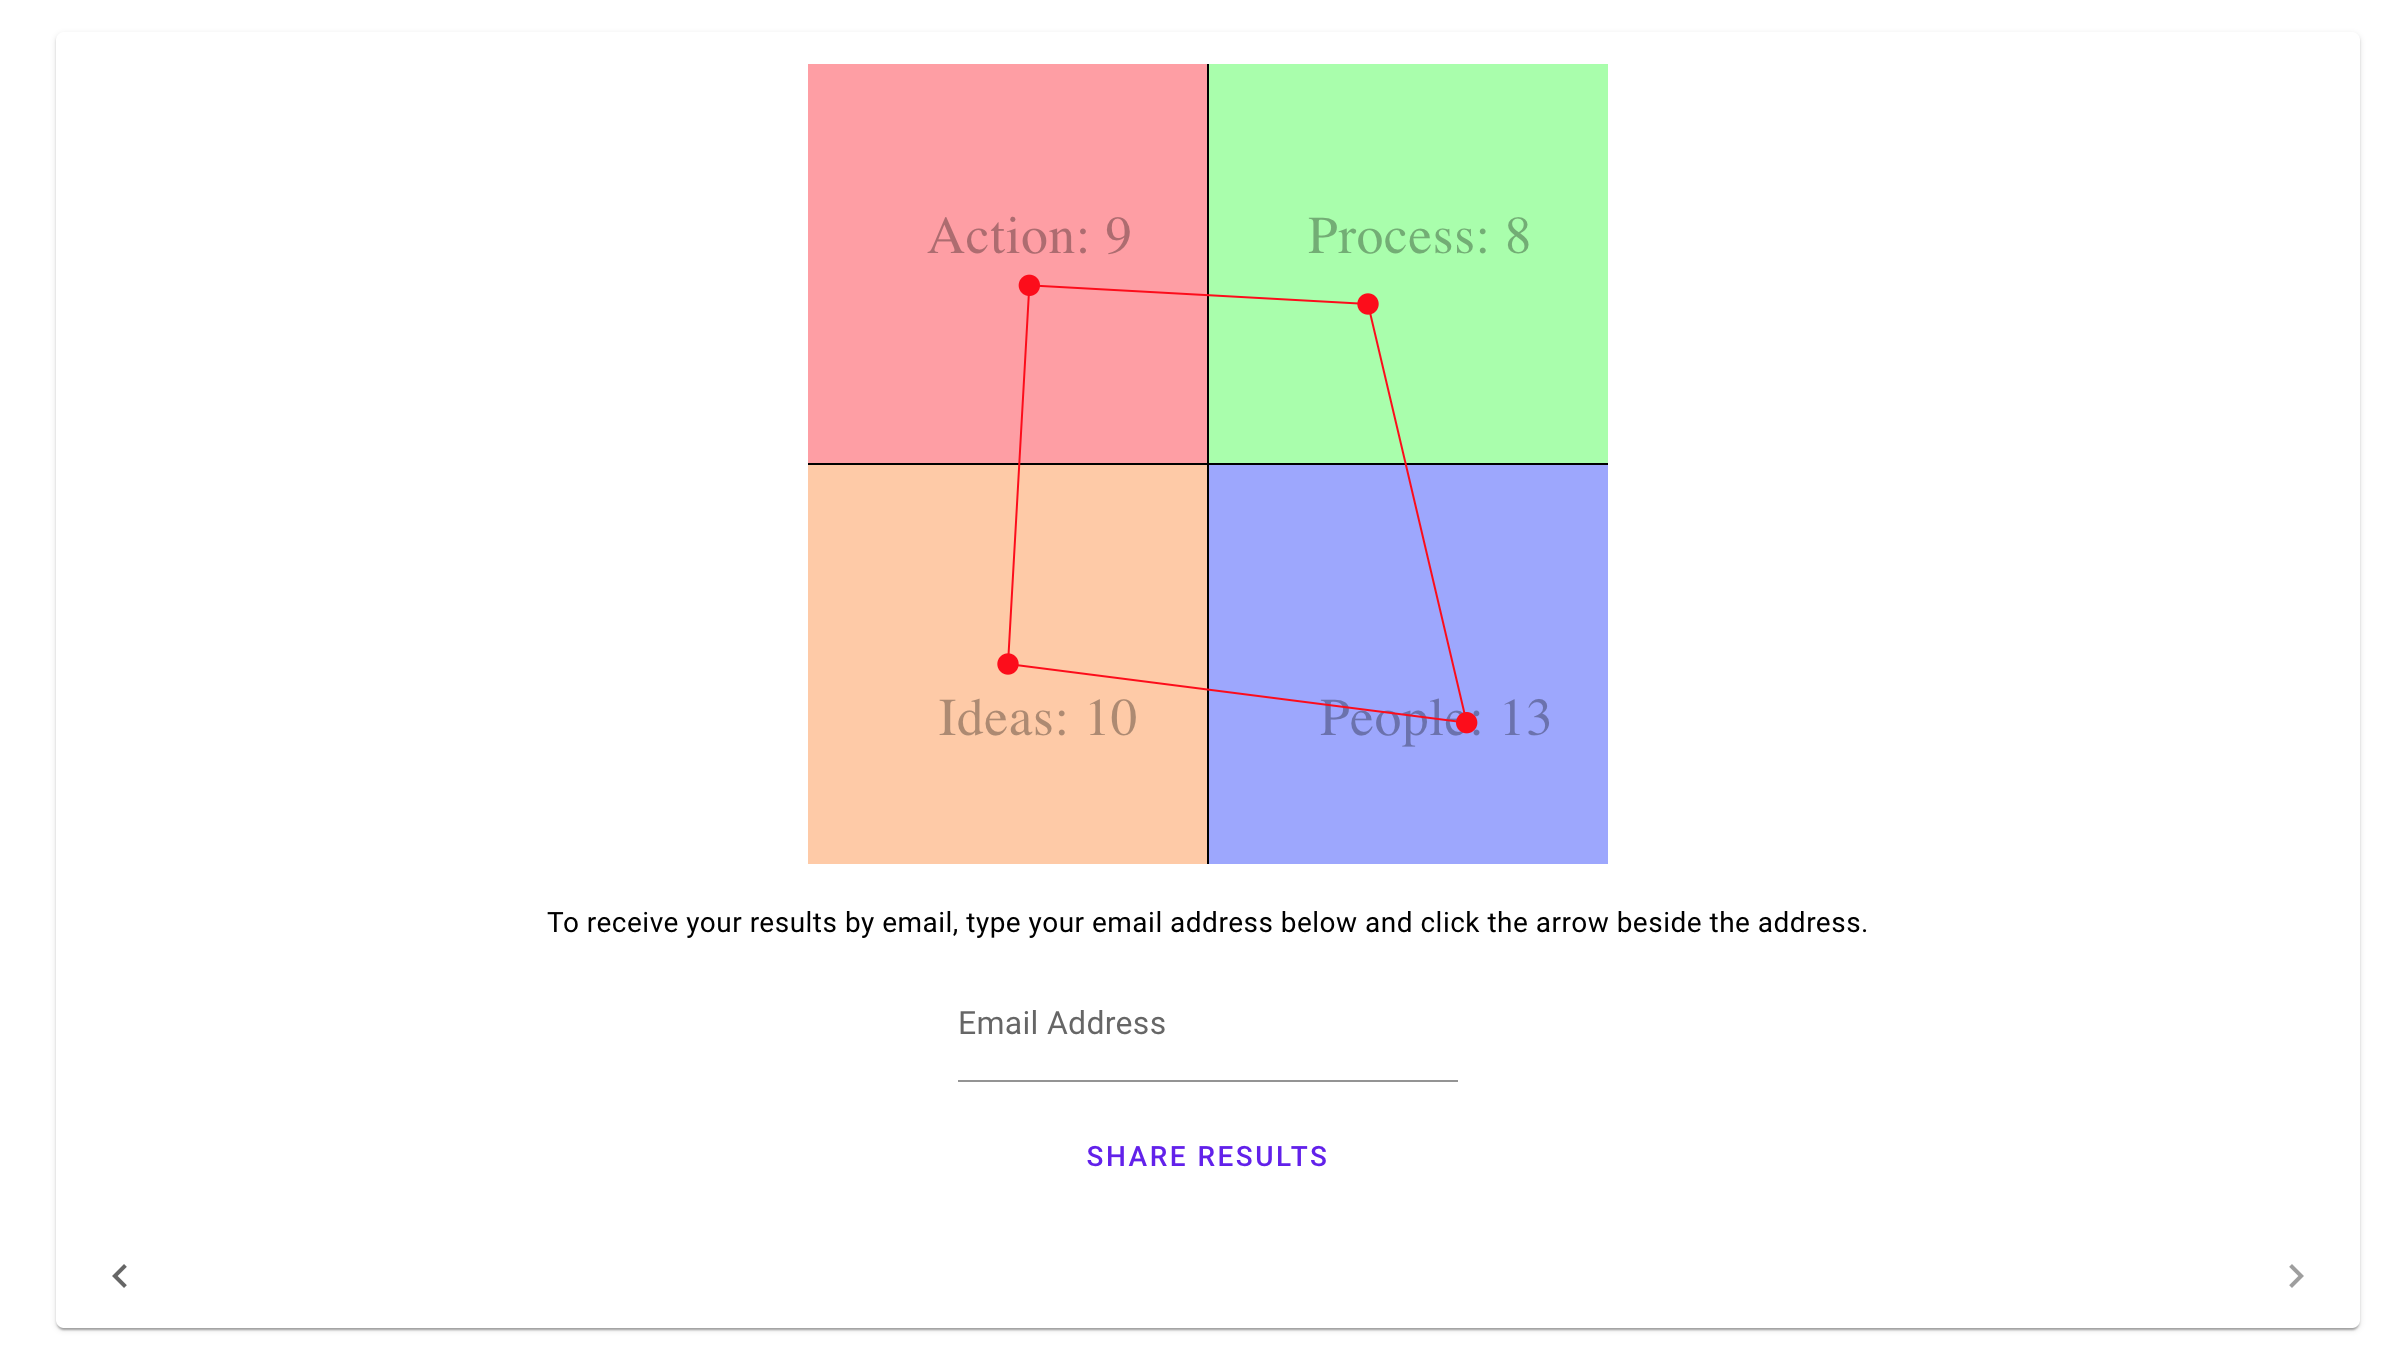 Action: 9
Process: 8
Ideas: 10
People: 13
To receive your results by email, type your email address below and click the arrow beside the address.
Email Address
SHARE RESULTS